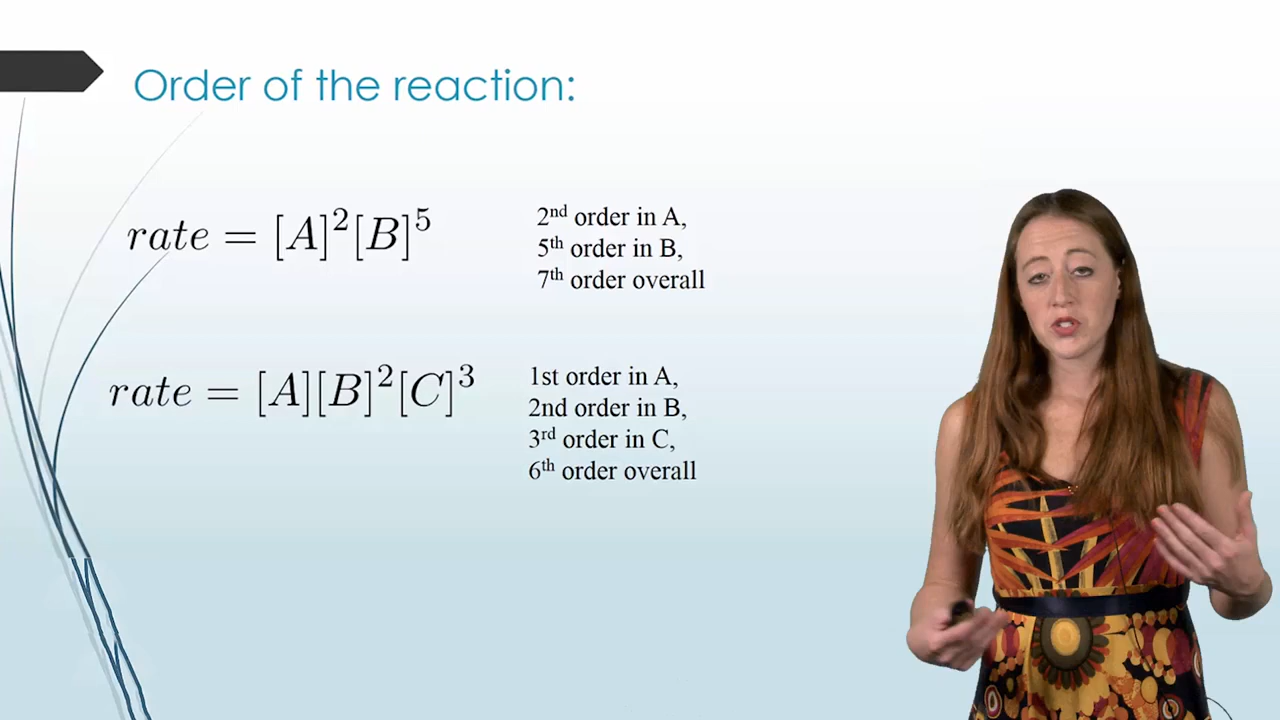 Order of the reaction:
rate = [A]²[B]⁵
2ⁿᵈ order in A,
5ᵗʰ order in B,
7ᵗʰ order overall
rate = [A][B]²[C]³
1st order in A,
2nd order in B,
3ʳᵈ order in C,
6ᵗʰ order overall